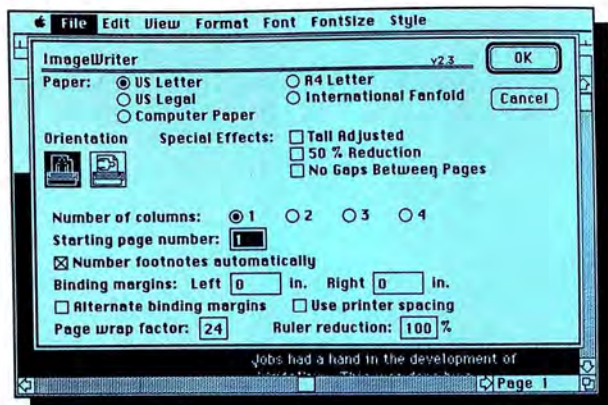 File Edit View Format Font FontSize Style
ImageWriter v2.3 OK
Paper: US Letter A4 Letter
US Legal International Fanfold Cancel
Computer Paper
Orientation Special Effects: Tall Adjusted
50 % Reduction
No Gaps Between Pages
Number of columns: 1 2 3 4
Starting page number: 1
Number footnotes automatically
Binding margins: Left 0 in. Right 0 in.
Alternate binding margins Use printer spacing
Page wrap factor: 24 Ruler reduction: 100 %
Jobs had a hand in the development of
Page 1